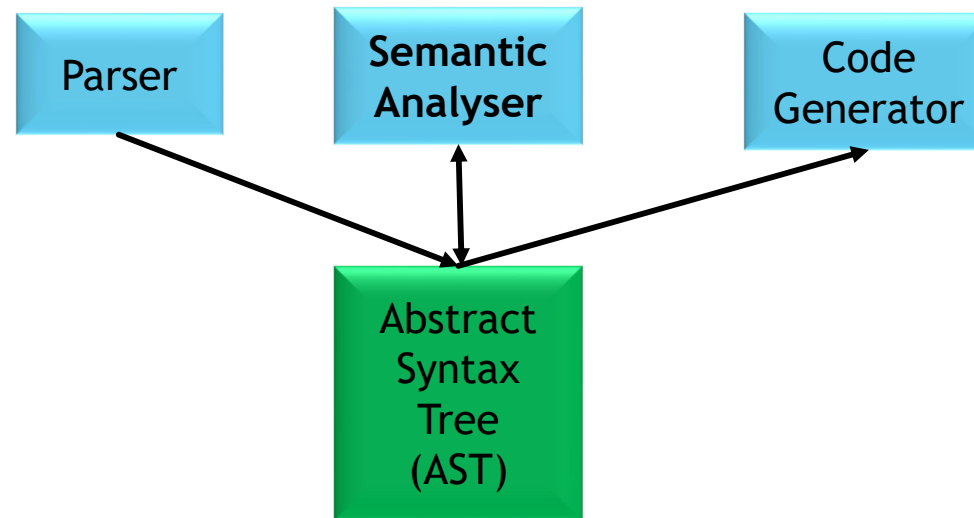 Parser
Semantic
Analyser
Code
Generator
Abstract
Syntax
Tree
(AST)